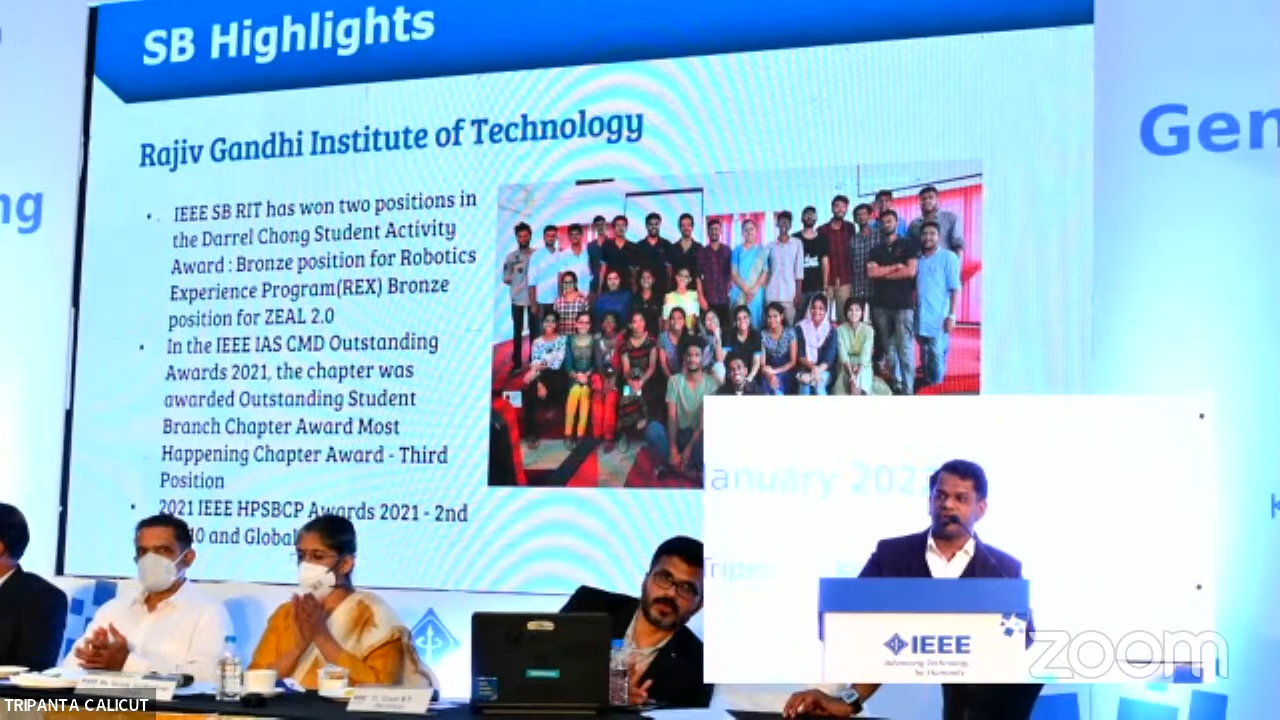 SB Highlights
Rajiv Gandhi Institute of Technology
IEEE SB RIT has won two positions in
the Darrel Chong Student Activity
Award : Bronze position for Robotics
Experience Program(REX) Bronze
position for ZEAL 2.0
In the IEEE IAS CMD Outstanding
Awards 2021, the chapter was
awarded Outstanding Student
Branch Chapter Award Most
Happening Chapter Award - Third
Position
2021 IEEE HPSBCP Awards 2021 - 2nd
and Global
ng
Gen
January 202
IEEE
Advancing Technology
for Humanity
zoom
TRIPANTA CALICUT